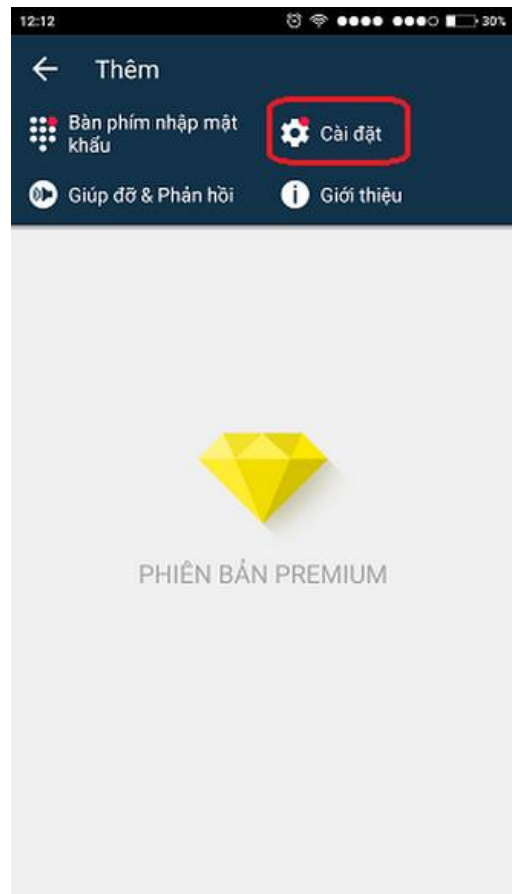 12:12
30%
Thêm
Bàn phím nhập mật
khẩu
Cài đặt
Giúp đỡ & Phản hồi
Giới thiệu
PHIÊN BẢN PREMIUM